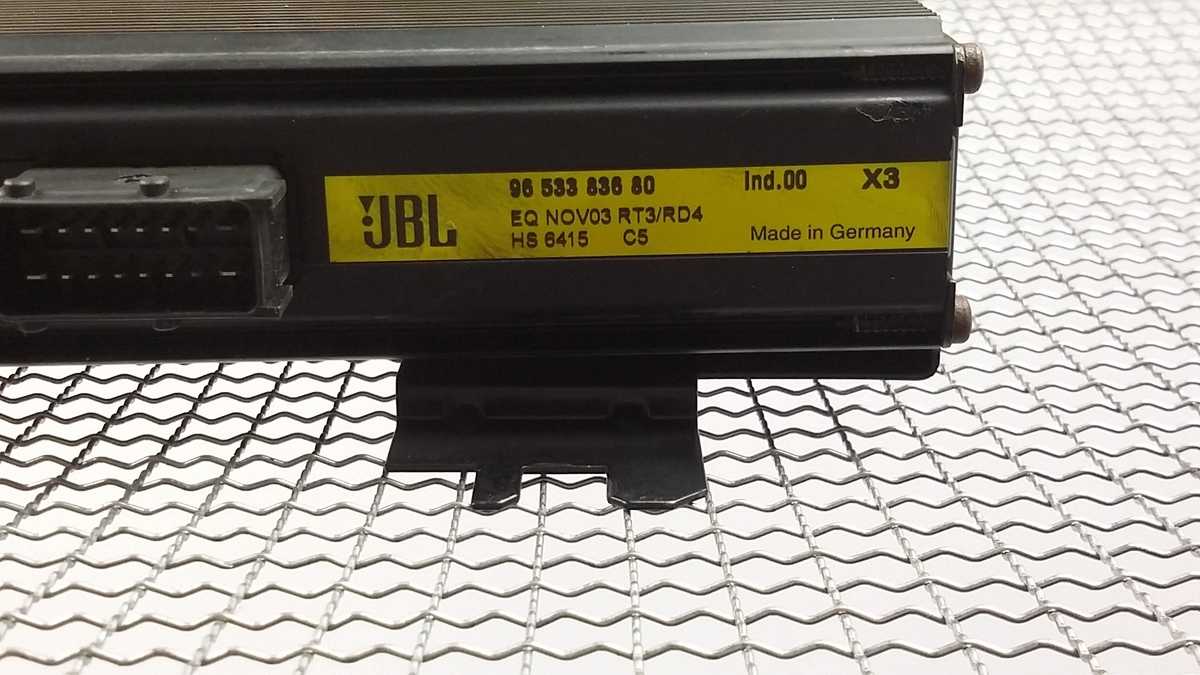 JBL
96 533 836 80 Ind.00 X3
EQ NOV03 RT3/RD4
HS 6415 C5 Made in Germany